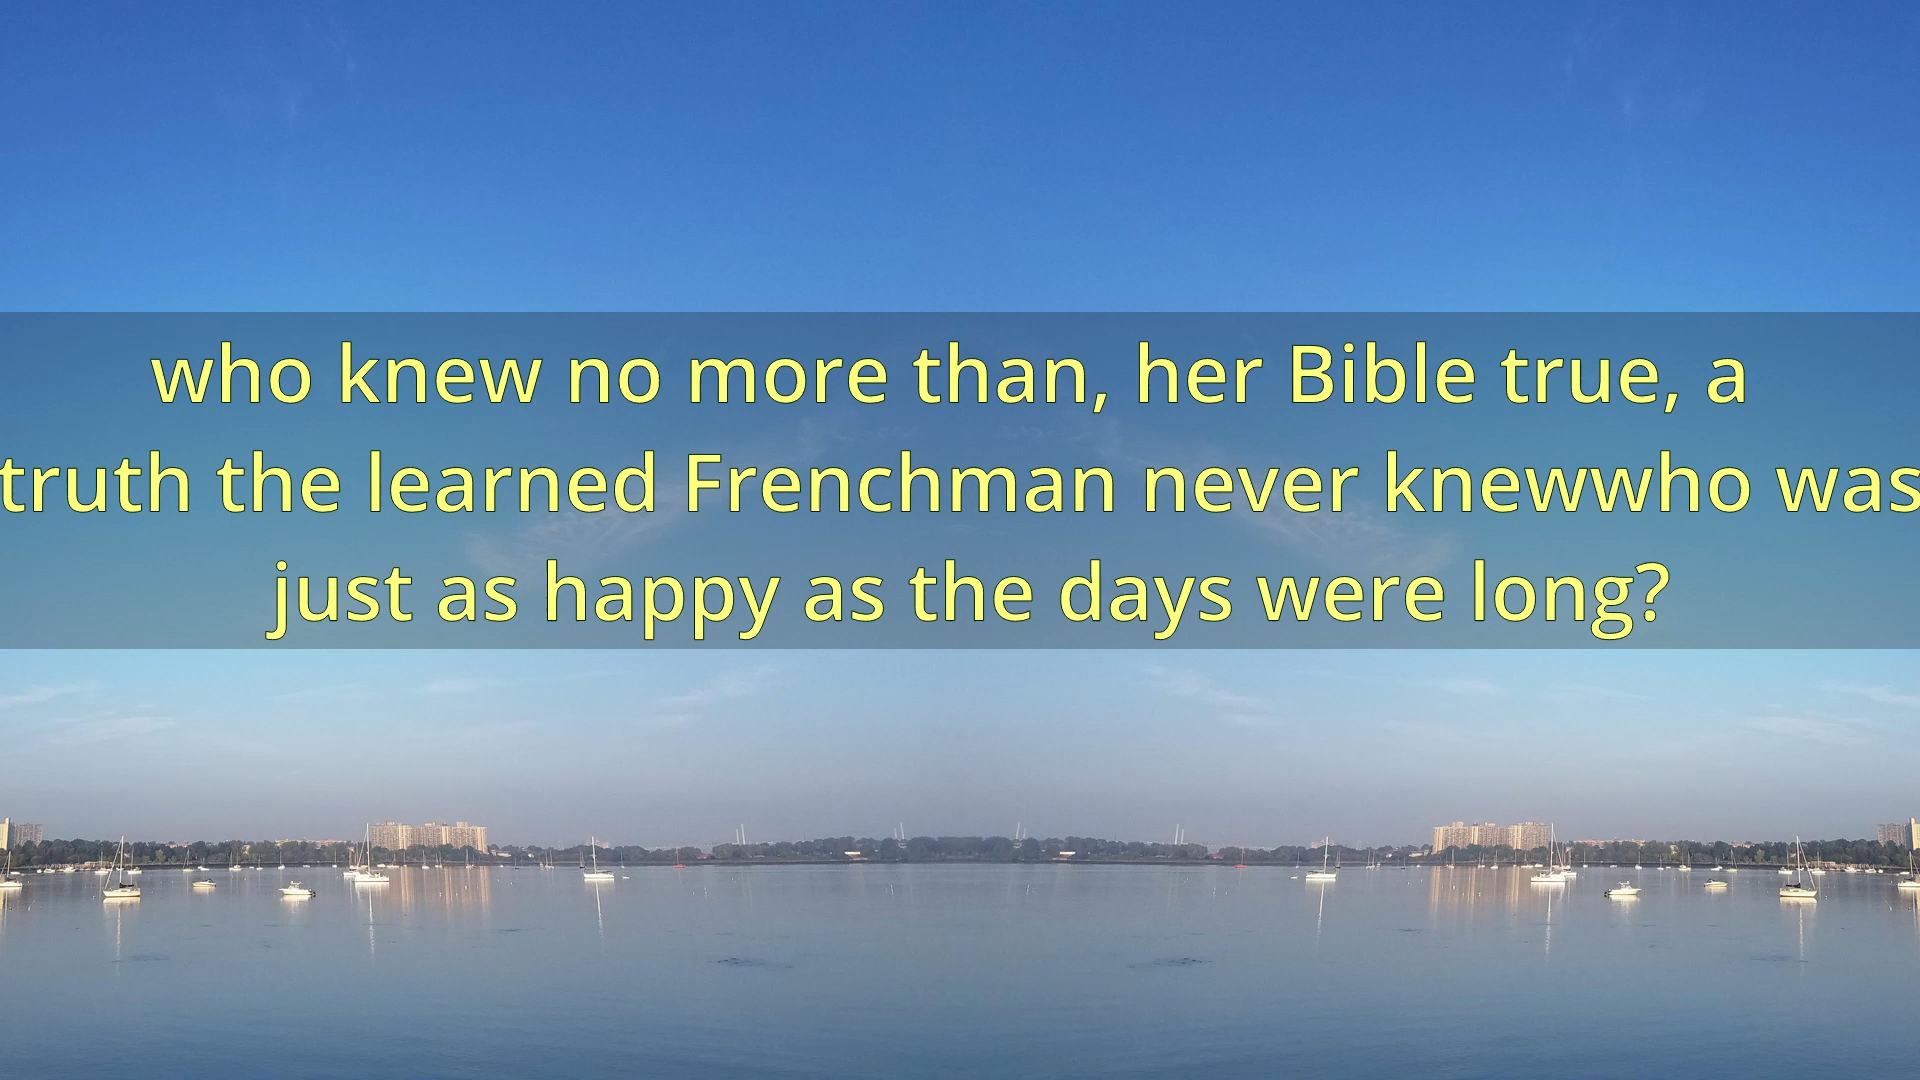 who knew no more than, her Bible true, a
truth the learned Frenchman never knewwho was
just as happy as the days were long?